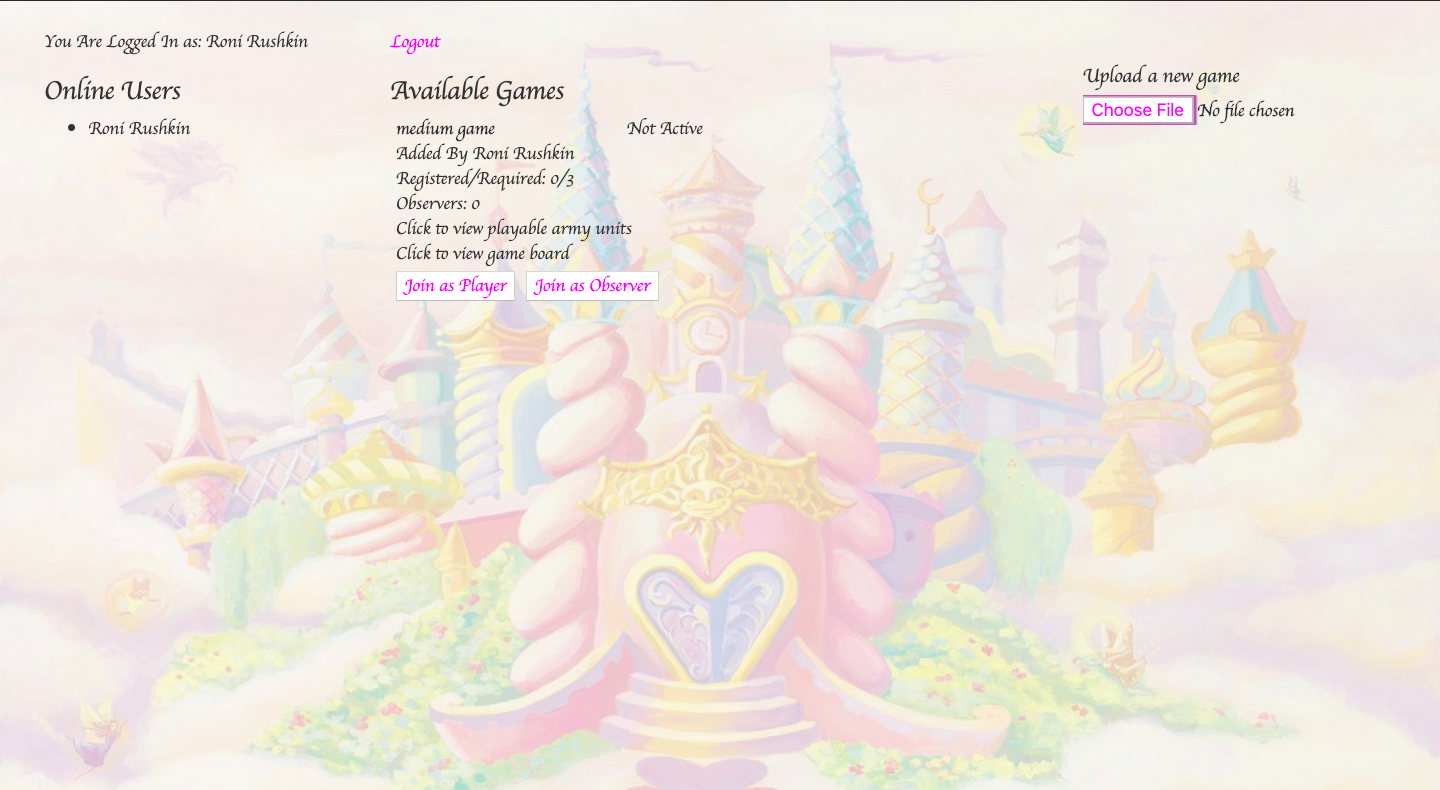 You Are Logged In as: Roni Rushkin
Logout
Online Users
Roni Rushkin
Available Games
medium game
Not Active
Added By Roni Rushkin
Registered/Required: 0/3
Observers: 0
Click to view playable army units
Click to view game board
Join as Player
Join as Observer
Upload a new game
Choose File No file chosen